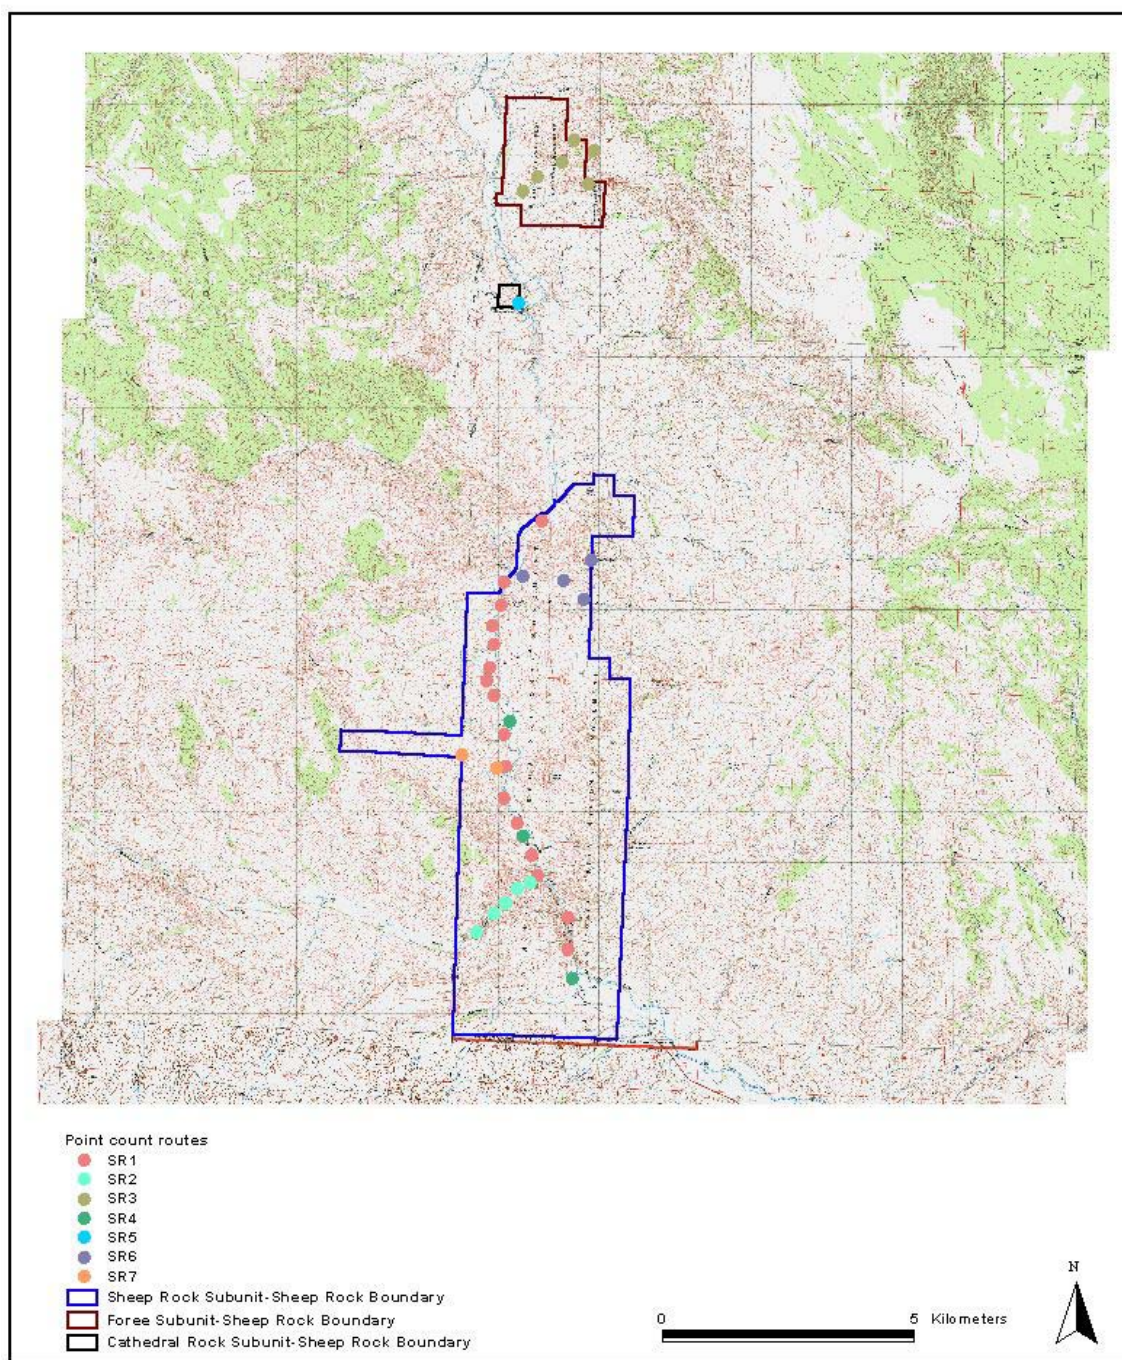 Point count routes
SR1
SR2
SR3
SR4
SR5
SR6
SR7
Sheep Rock Subunit-Sheep Rock Boundary
Foree Subunit-Sheep Rock Boundary
Cathedral Rock Subunit-Sheep Rock Boundary
0 5 Kilometers
N